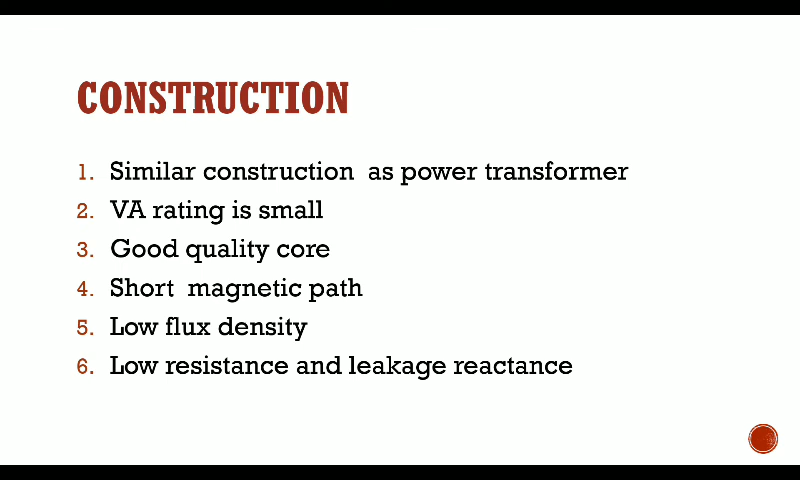 CONSTRUCTION
1. Similar construction as power transformer
2. VA rating is small
3. Good quality core
4. Short magnetic path
5. Low flux density
6. Low resistance and leakage reactance